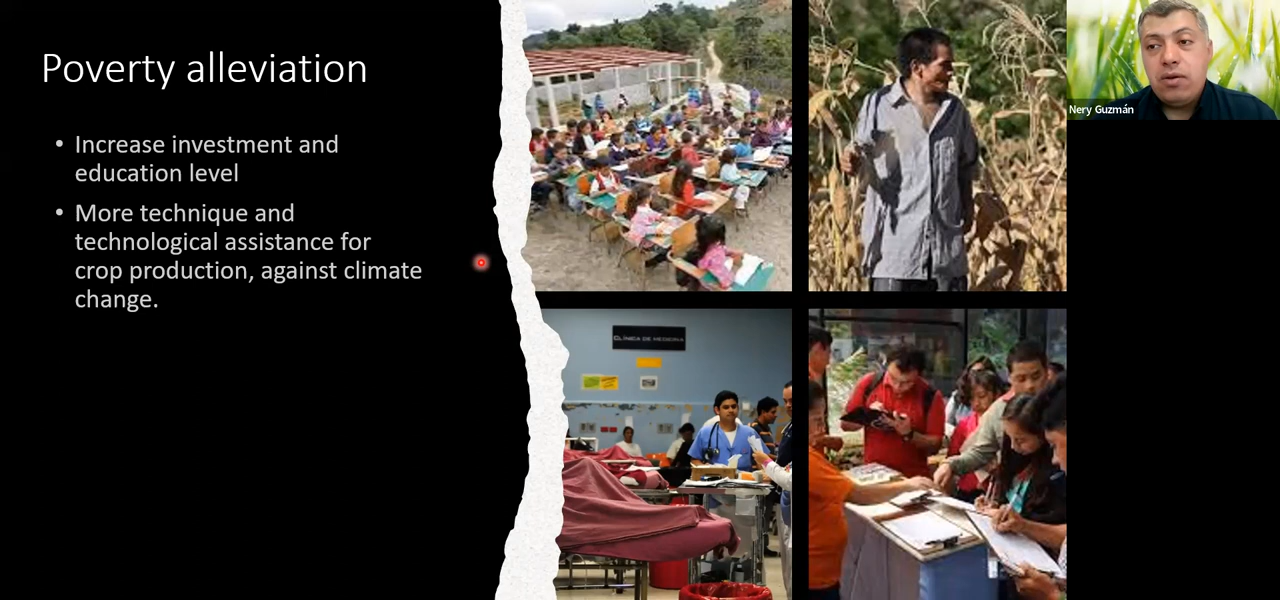 Poverty alleviation
• Increase investment and
education level
• More technique and
technological assistance for
crop production, against climate
change.
CLÍNICA DE MEDICINA
Nery Guzmán